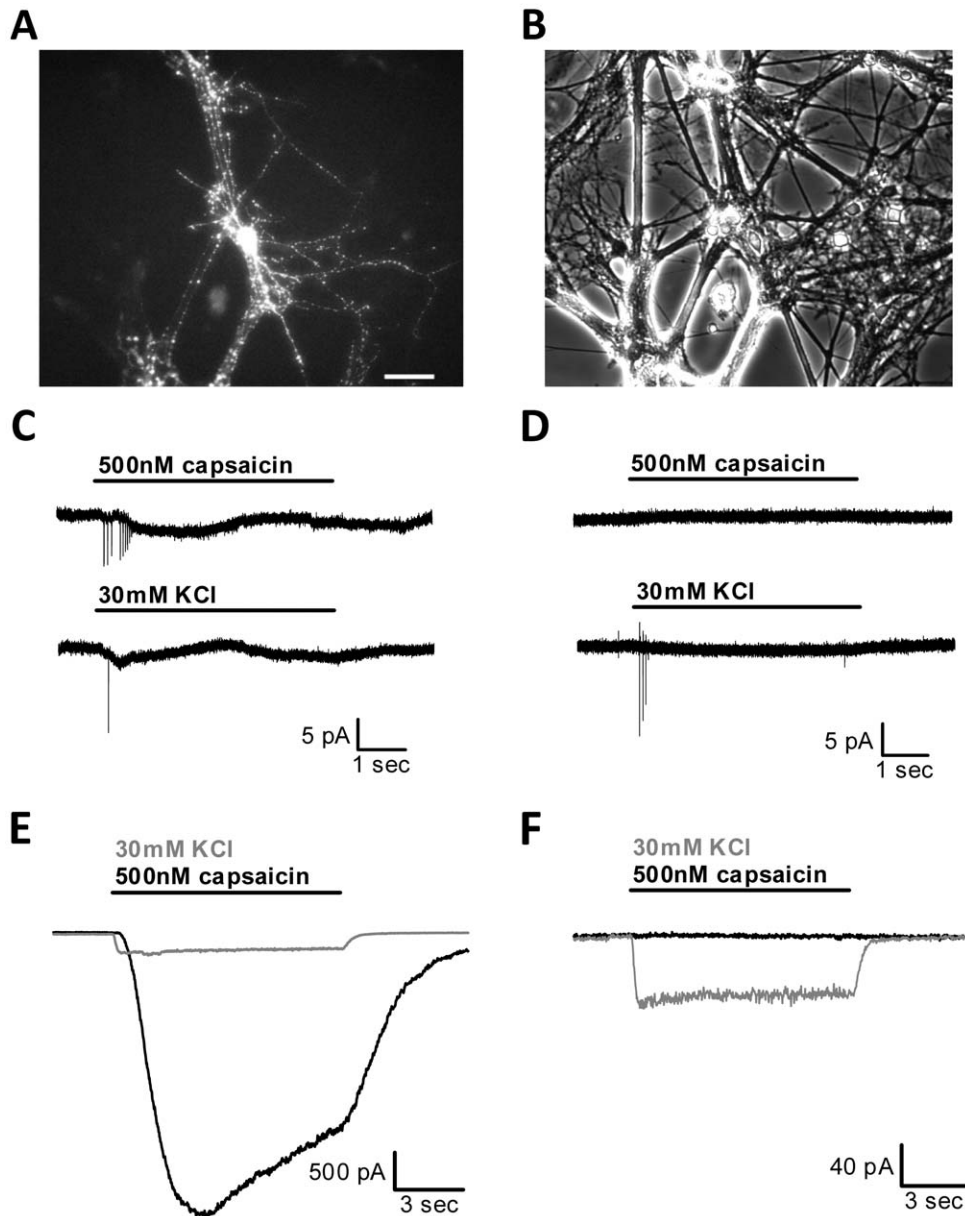 A
B
C
500nM capsaicin
30mM KCl
5 pA
1 sec
D
500nM capsaicin
30mM KCl
5 pA
1 sec
E
30mM KCl
500nM capsaicin
500 pA
3 sec
F
30mM KCl
500nM capsaicin
40 pA
3 sec